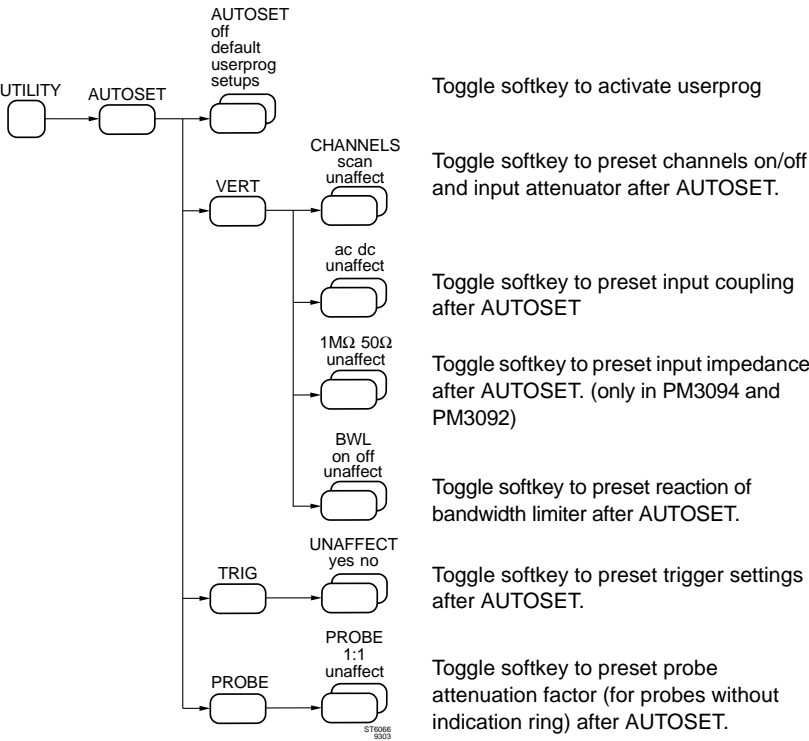 AUTOSET
off
default
userprog
setups
UTILITY
AUTOSET
Toggle softkey to activate userprog
CHANNELS
scan
unaffect
VERT
Toggle softkey to preset channels on/off
and input attenuator after AUTOSET.
ac dc
unaffect
Toggle softkey to preset input coupling
after AUTOSET
1MΩ 50Ω
unaffect
Toggle softkey to preset input impedance
after AUTOSET. (only in PM3094 and
PM3092)
BWL
on off
unaffect
Toggle softkey to preset reaction of
bandwidth limiter after AUTOSET.
UNAFFECT
yes no
TRIG
Toggle softkey to preset trigger settings
after AUTOSET.
PROBE
1:1
unaffect
PROBE
Toggle softkey to preset probe
attenuation factor (for probes without
indication ring) after AUTOSET.
ST6066
9303